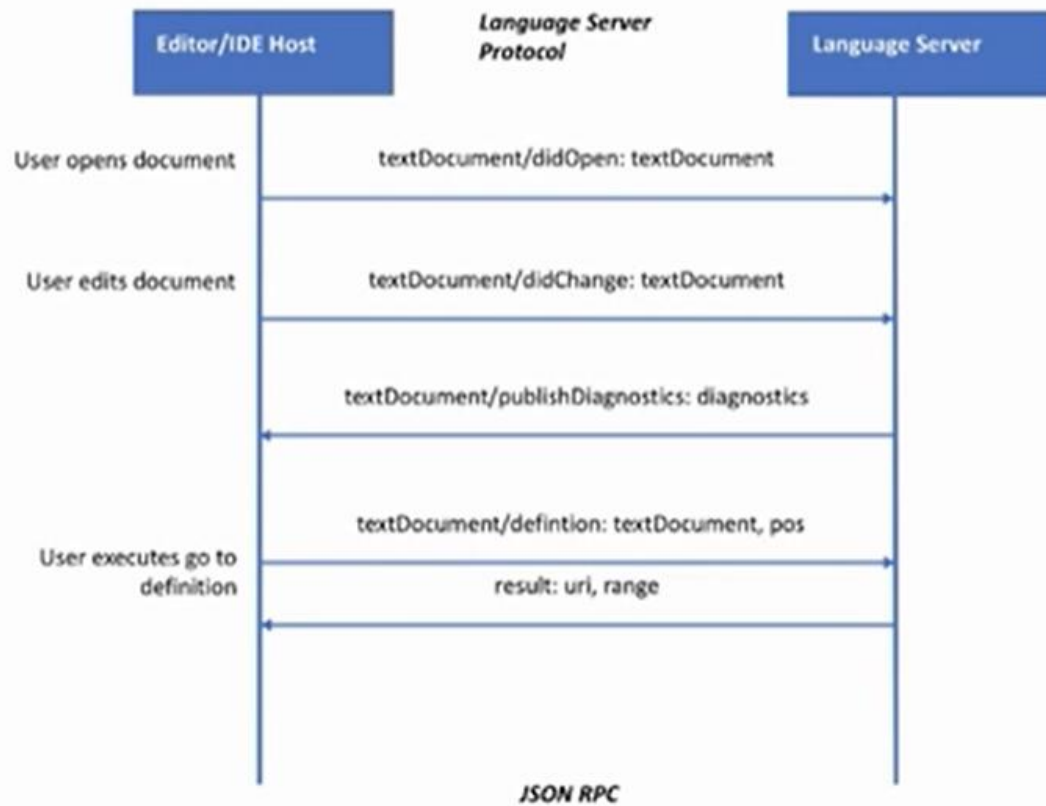 Editor/IDE Host
Language Server
Protocol
Language Server
User opens document
textDocument/didOpen: textDocument
User edits document
textDocument/didChange: textDocument
textDocument/publishDiagnostics: diagnostics
textDocument/defintion: textDocument, pos
User executes go to
definition
result: uri, range
JSON RPC